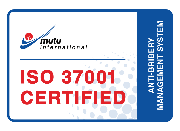 mutu
international
ISO 37001
CERTIFIED
ANTI-BRIBERY
MANAGEMENT SYSTEM